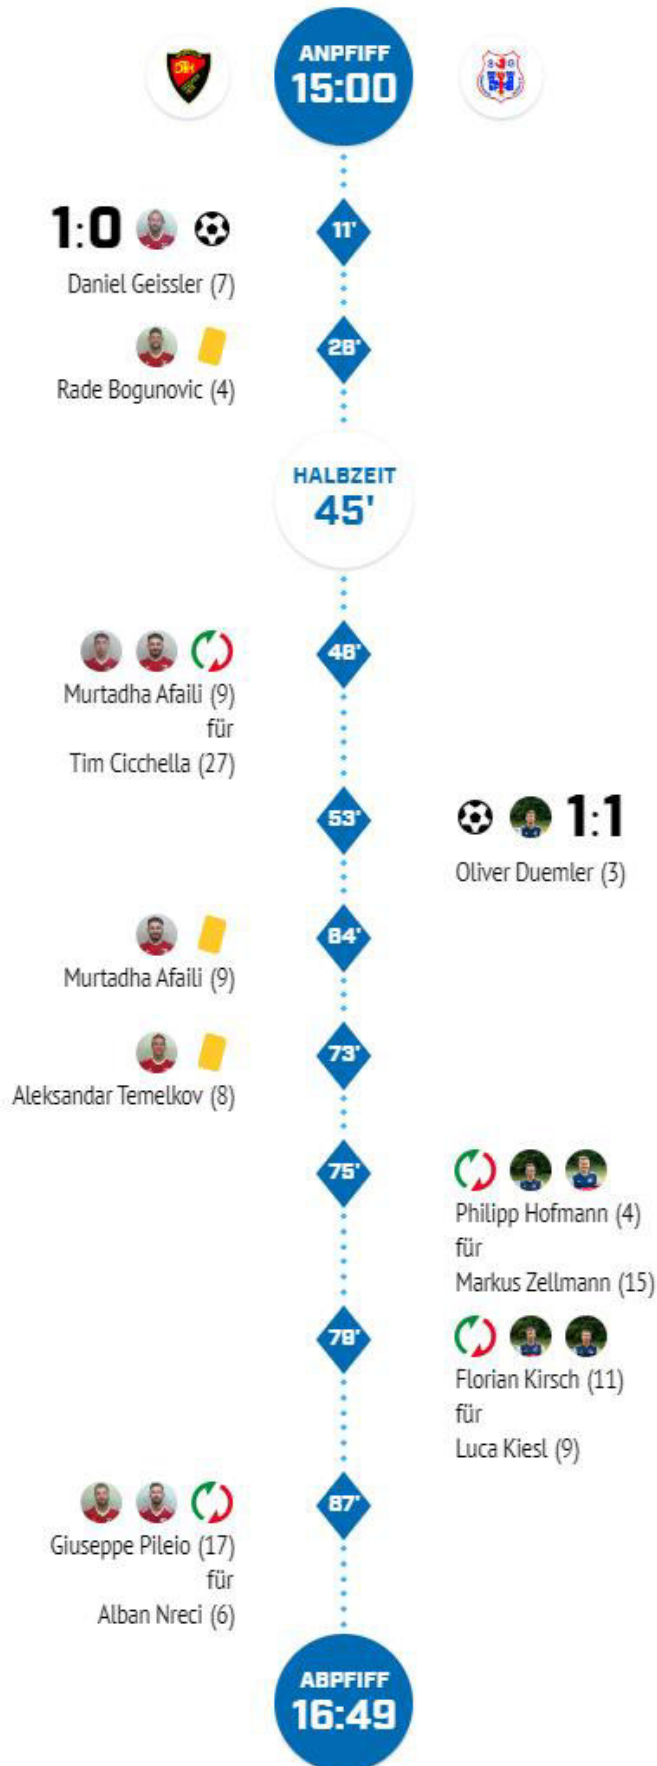 ANPFIFF
15:00
DJK
S G
11'
1:0
Daniel Geissler (7)
28'
Rade Bogunovic (4)
HALBZEIT
45'
46'
Murtadha Afaili (9)
für
Tim Cicchella (27)
53'
1:1
Oliver Duemler (3)
64'
Murtadha Afaili (9)
73'
Aleksandar Temelkov (8)
75'
Philipp Hofmann (4)
für
Markus Zellmann (15)
78'
Florian Kirsch (11)
für
Luca Kiesl (9)
87'
Giuseppe Pileio (17)
für
Alban Nreci (6)
ABPFIFF
16:49